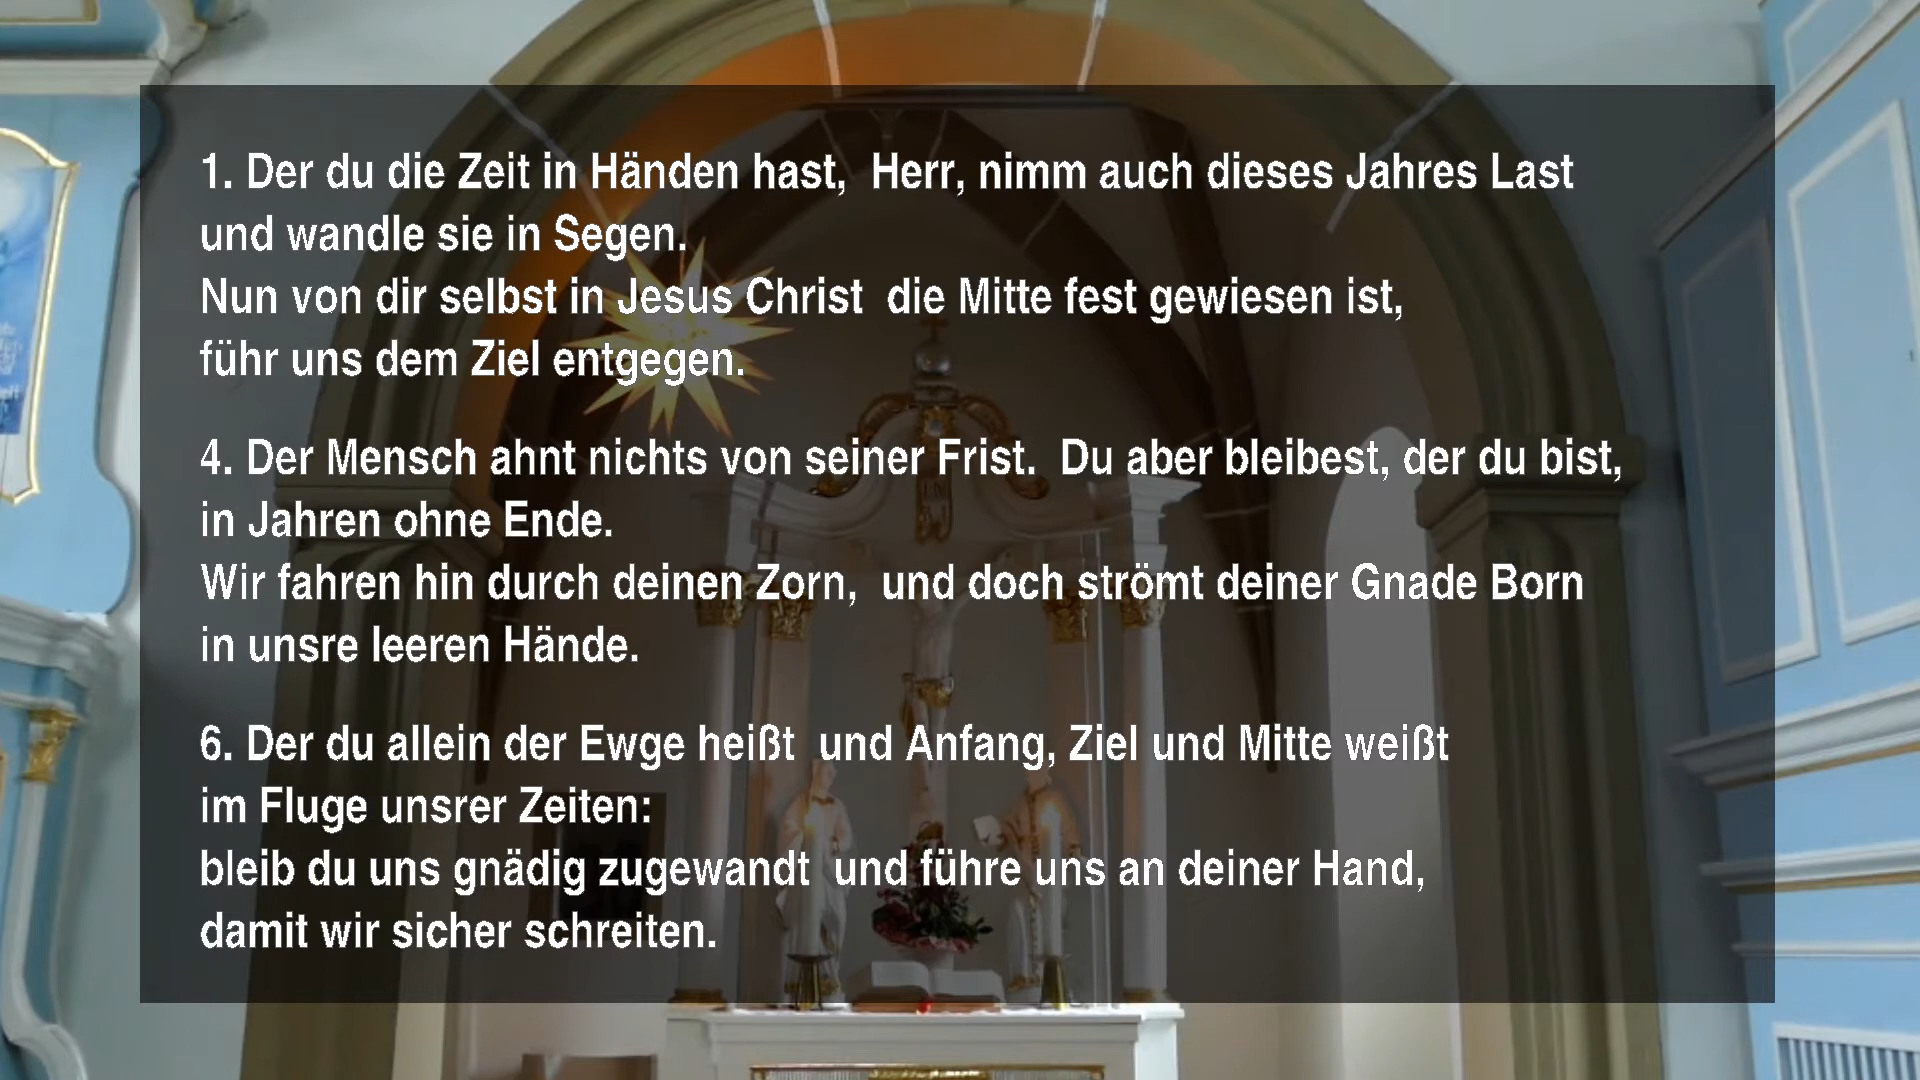 1. Der du die Zeit in Händen hast,  Herr, nimm auch dieses Jahres Last
und wandle sie in Segen.
Nun von dir selbst in Jesus Christ  die Mitte fest gewiesen ist,
führ uns dem Ziel entgegen.
4. Der Mensch ahnt nichts von seiner Frist.  Du aber bleibest, der du bist,
in Jahren ohne Ende.
Wir fahren hin durch deinen Zorn,  und doch strömt deiner Gnade Born
in unsre leeren Hände.
6. Der du allein der Ewge heißt  und Anfang, Ziel und Mitte weißt
im Fluge unsrer Zeiten:
bleib du uns gnädig zugewandt  und führe uns an deiner Hand,
damit wir sicher schreiten.